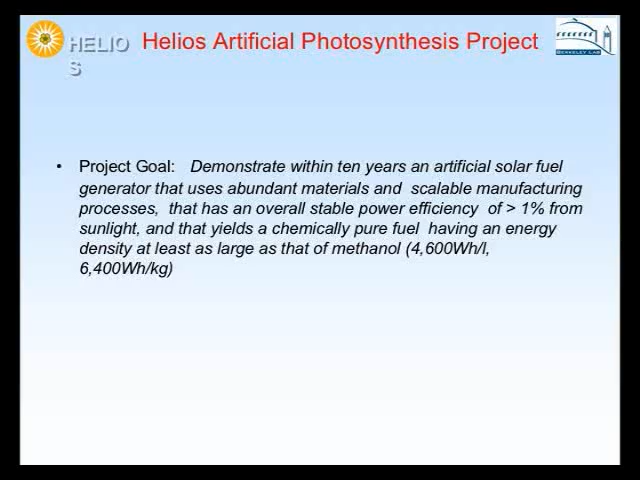 HELIO
S
Helios Artificial Photosynthesis Project
BERKELEY LAB
• Project Goal: Demonstrate within ten years an artificial solar fuel
generator that uses abundant materials and scalable manufacturing
processes, that has an overall stable power efficiency of > 1% from
sunlight, and that yields a chemically pure fuel having an energy
density at least as large as that of methanol (4,600Wh/l,
6,400Wh/kg)